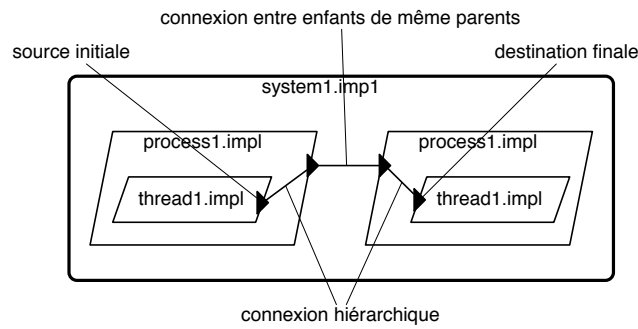 connexion entre enfants de même parents
source initiale
destination finale
system1.imp1
process1.impl
process1.impl
thread1.impl
thread1.impl
connexion hiérarchique